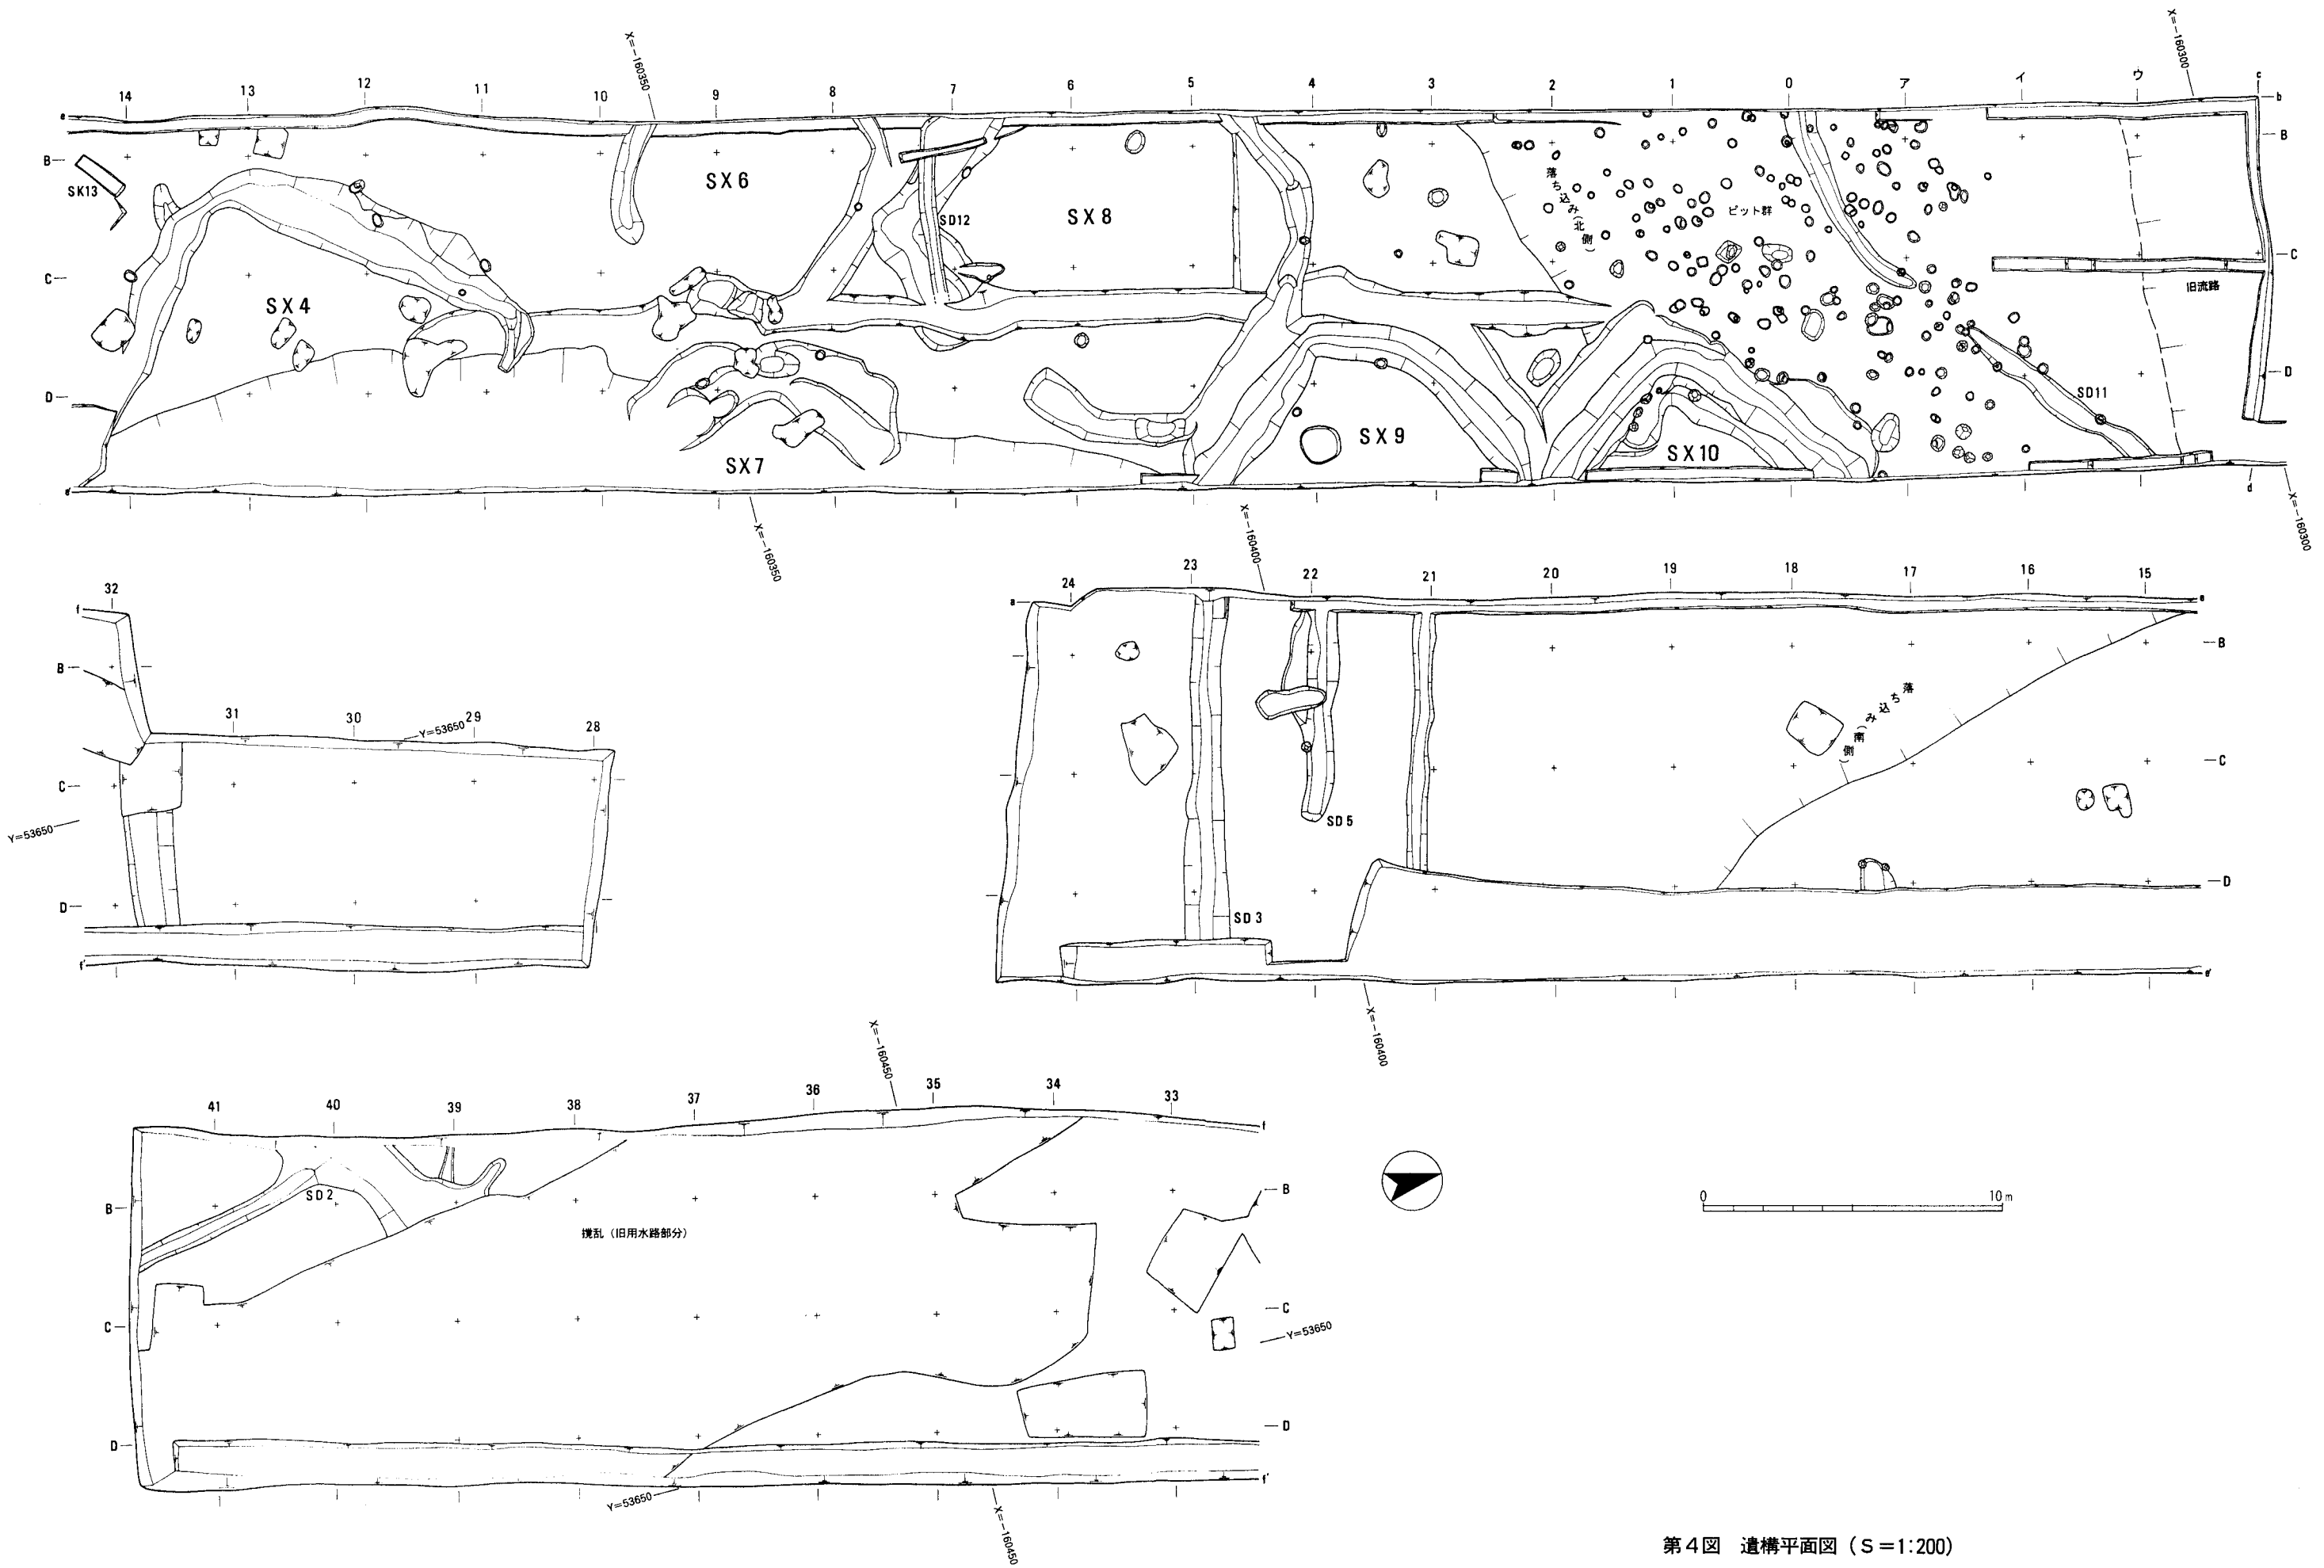 X=-160350
X=-160300
14 13 12 11 10 9 8 7 6 5 4 3 2 1 0 ア イ ウ c
e b
B B
SK13
SX6
SX8
SD12
落ち込み(北側)
ピット群
C C
SX4
旧流路
D D
SD11
SX7
SX9
SX10
e' d
X=-160350
X=-160300
X=-160400
32
f
B
31 30 29 28
Y=53650
C
Y=53650
D
f'
24 23 22 21 20 19 18 17 16 15
e e
B
落ち込み(南側)
C
SD5
D
SD3
e'
X=-160400
X=-160450
41 40 39 38 37 36 35 34 33
f
B B
SD2
撹乱(旧用水路部分)
C C
Y=53650
D D
f'
Y=53650
X=-160450
0 10m
第4図 遺構平面図(S=1:200)